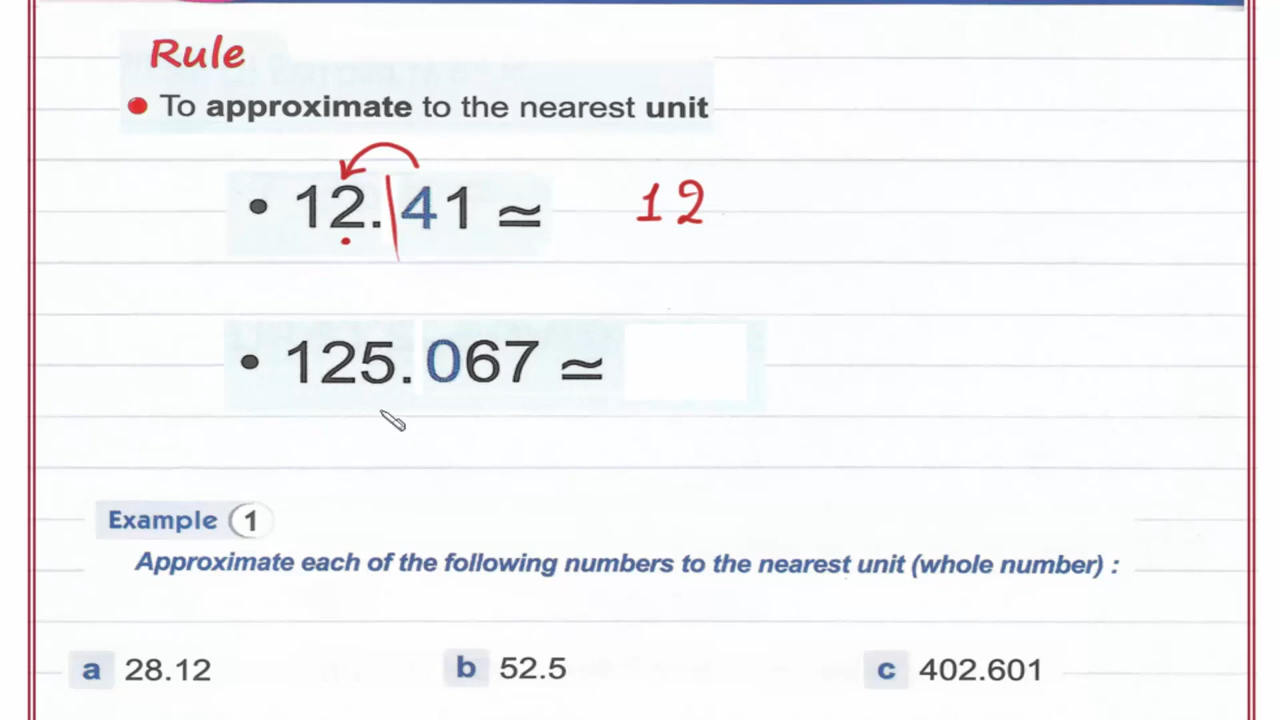 Rule
• To approximate to the nearest unit
• 12.41 ≃ 12
• 125.067 ≃
Example 1
Approximate each of the following numbers to the nearest unit (whole number) :
a 28.12 b 52.5 c 402.601